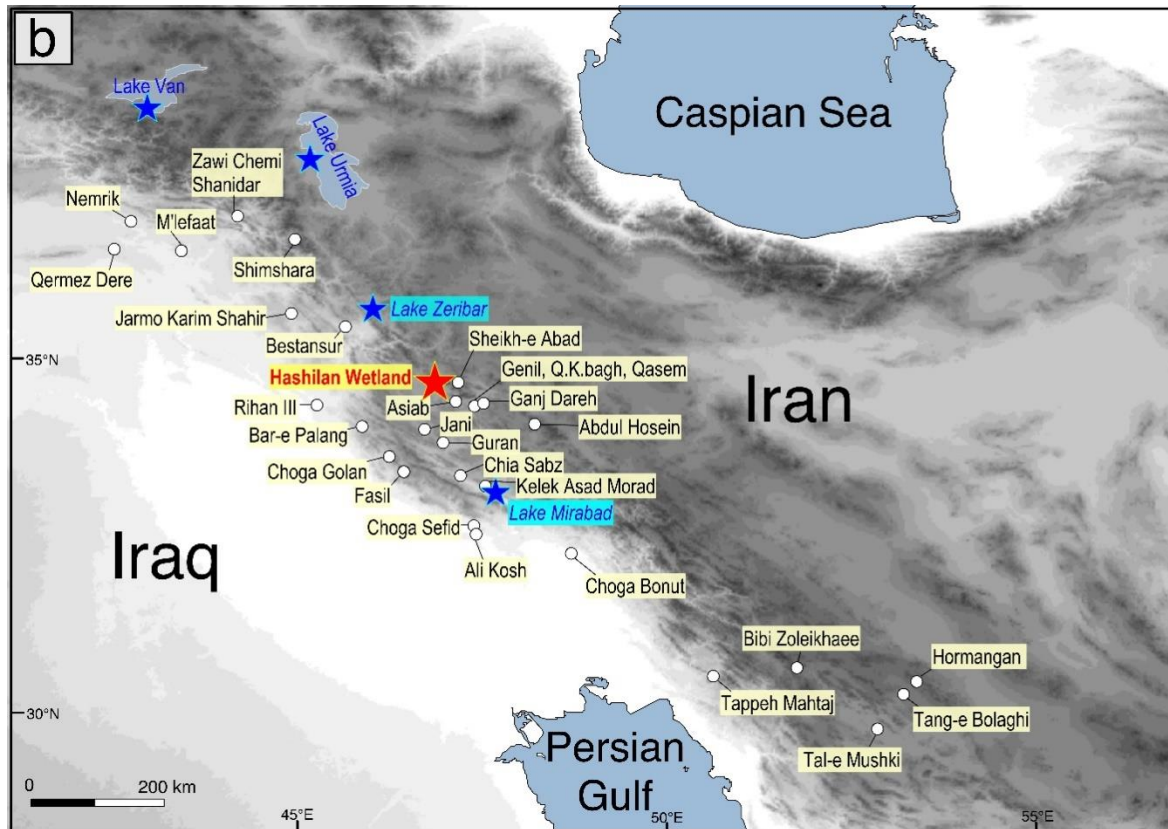 b
Lake Van
Caspian Sea
Lake Urmia
Zawi Chemi
Shanidar
Nemrik
M'lefaat
Qermez Dere
Shimshara
Lake Zeribar
Jarmo Karim Shahir
Bestansur
Sheikh-e Abad
35°N
Hashilan Wetland
Genil, Q.K.bagh, Qasem
Iran
Rihan III
Asiab
Ganj Dareh
Bar-e Palang
Jani
Abdul Hosein
Guran
Choga Golan
Chia Sabz
Fasil
Kelek Asad Morad
Lake Mirabad
Choga Sefid
Iraq
Ali Kosh
Choga Bonut
Bibi Zoleikhaee
Hormangan
30°N
Tappeh Mahtaj
Tang-e Bolaghi
Persian
Gulf
Tal-e Mushki
0
200 km
45°E
50°E
55°E